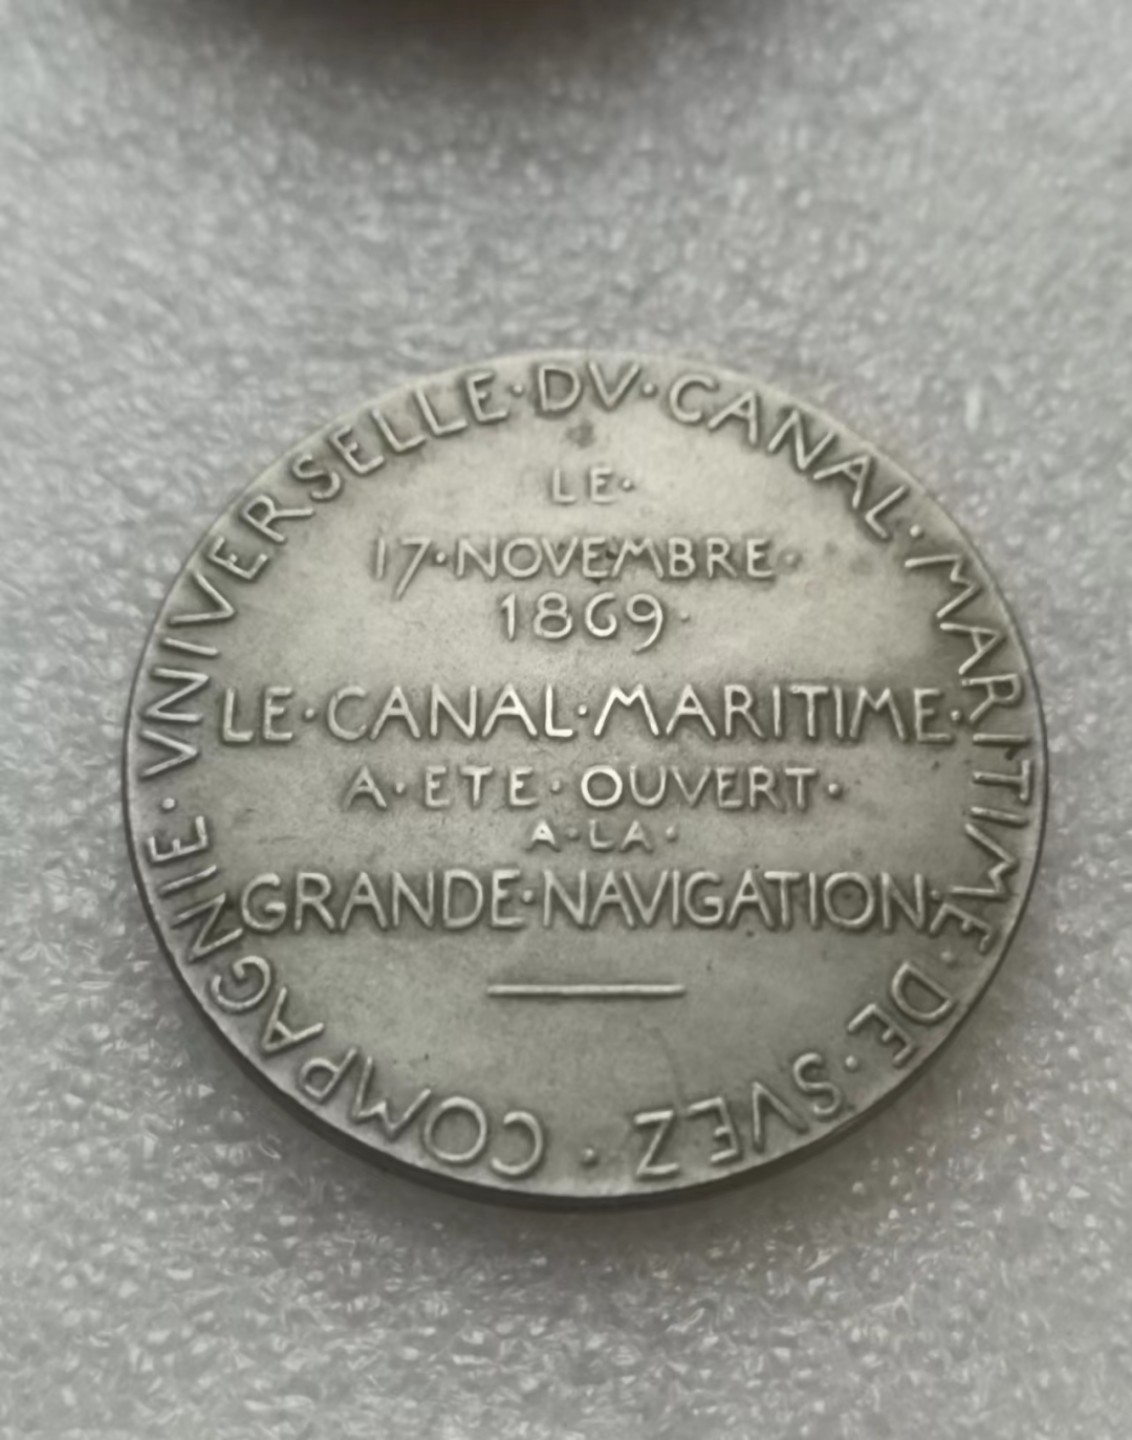 COMPAGNIE · VNIVERSELLE · DV · CANAL · MARITIME · DE · SVEZ ·
LE ·
17 · NOVEMBRE ·
1869 ·
LE · CANAL · MARITIME ·
A · ETE · OUVERT ·
A · LA ·
GRANDE · NAVIGATION ·